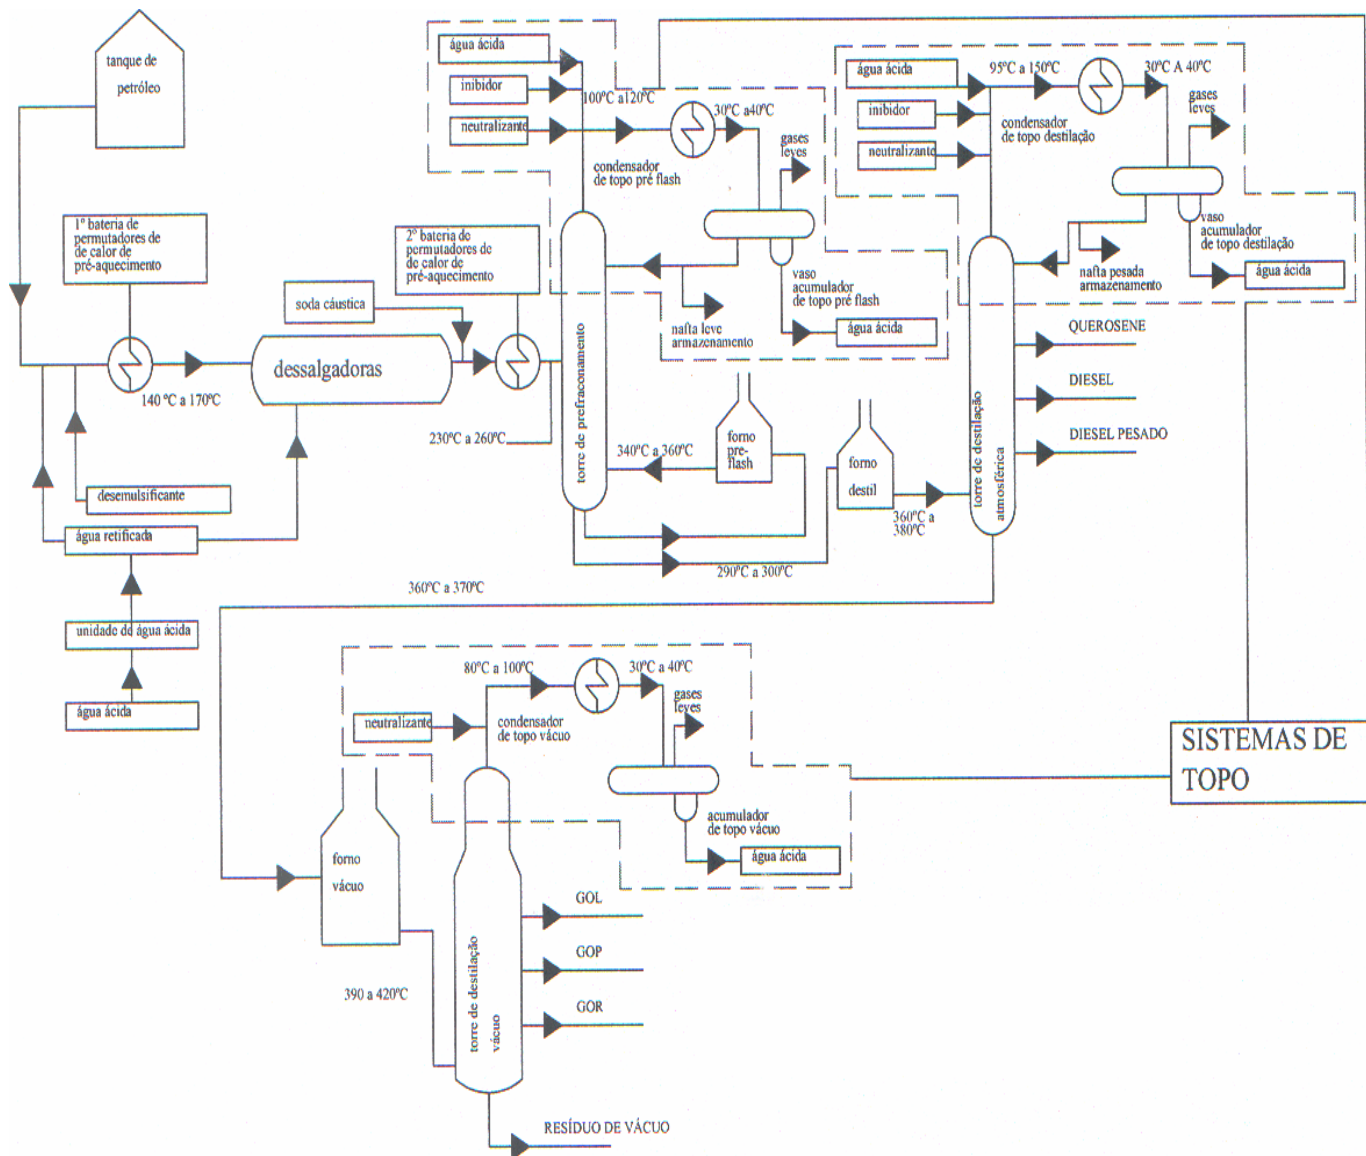 tanque de
petróleo
água ácida
inibidor
neutralizante
100ºC a120ºC
30ºC a40ºC
condensador
de topo pré flash
gases
leves
vaso
acumulador
de topo pré flash
água ácida
nafta leve
armazenamento
água ácida
inibidor
neutralizante
95ºC a 150ºC
30ºC A 40ºC
condensador
de topo destilação
gases
leves
vaso
acumulador
de topo destilação
nafta pesada
armazenamento
água ácida
1º bateria de
permutadores de
de calor de
pré-aquecimento
2º bateria de
permutadores de
de calor de
pré-aquecimento
soda cáustica
dessalgadoras
140 ºC a 170ºC
230ºC a 260ºC
torre de prefraconamento
340ºC a 360ºC
forno
pre-
flash
forno
destil
360ºC a
380ºC
290ºC a 300ºC
torre de destilação
atmosférica
QUEROSENE
DIESEL
DIESEL PESADO
desemulsificante
água retificada
unidade de água ácida
água ácida
360ºC a 370ºC
80ºC a 100ºC
30ºC a 40ºC
neutralizante
condensador
de topo vácuo
gases
leves
acumulador
de topo vácuo
água ácida
SISTEMAS DE
TOPO
forno
vácuo
390 a 420ºC
torre de destilação
vácuo
GOL
GOP
GOR
RESÍDUO DE VÁCUO